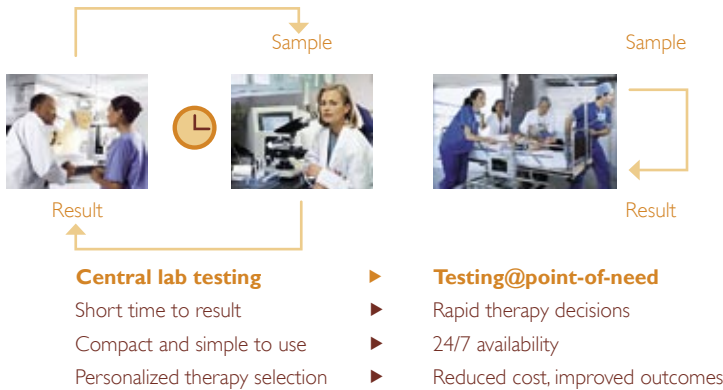 Sample
Sample
Result
Result
Central lab testing
Testing@point-of-need
Short time to result
Rapid therapy decisions
Compact and simple to use
24/7 availability
Personalized therapy selection
Reduced cost, improved outcomes